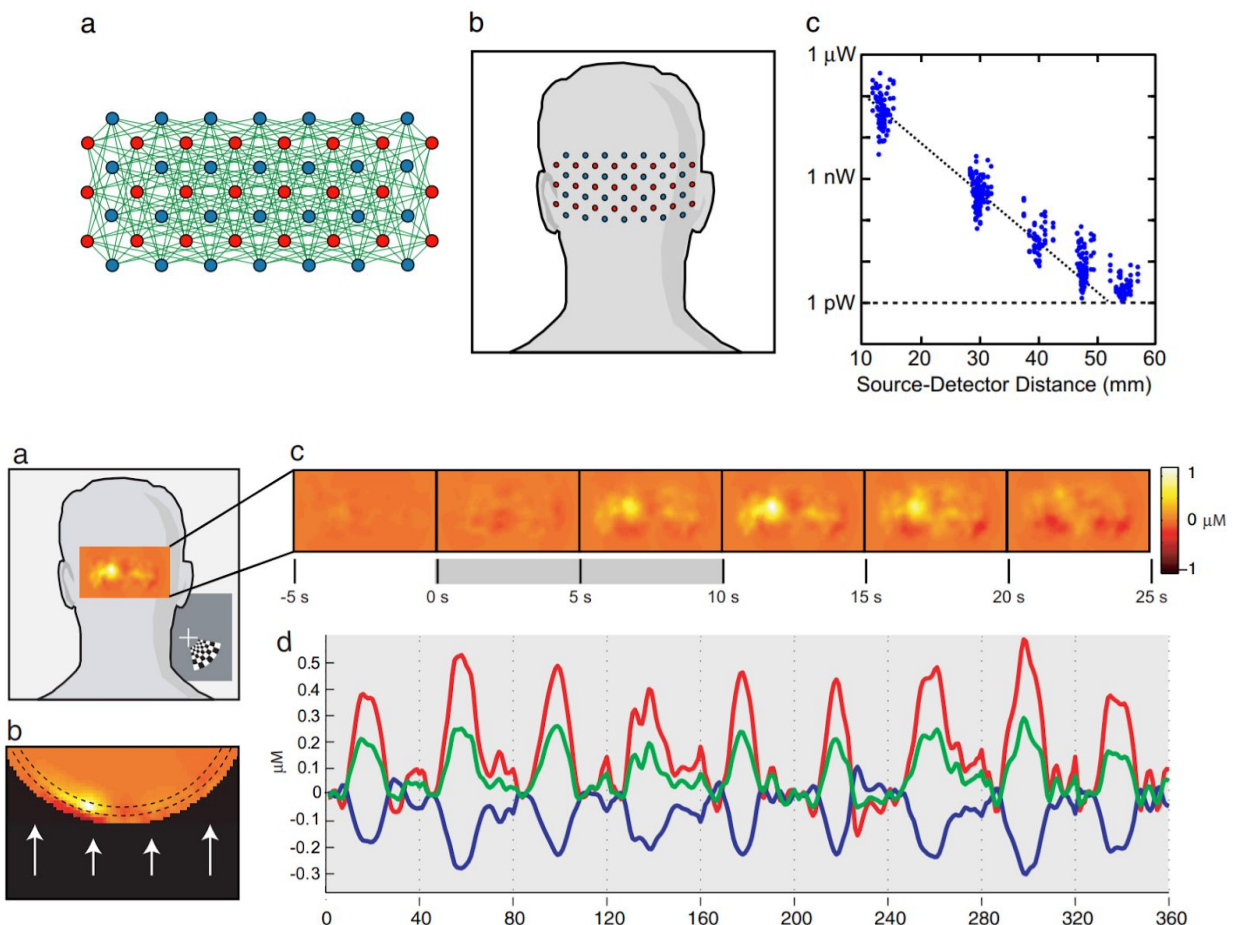 a
b
c
1 μW
1 nW
1 pW
10 20 30 40 50 60
Source-Detector Distance (mm)
a
c
1
0 μM
-1
-5 s 0 s 5 s 10 s 15 s 20 s 25 s
b
d
0.5
0.4
0.3
0.2
0.1
0
-0.1
-0.2
-0.3
μM
0 40 80 120 160 200 240 280 320 360